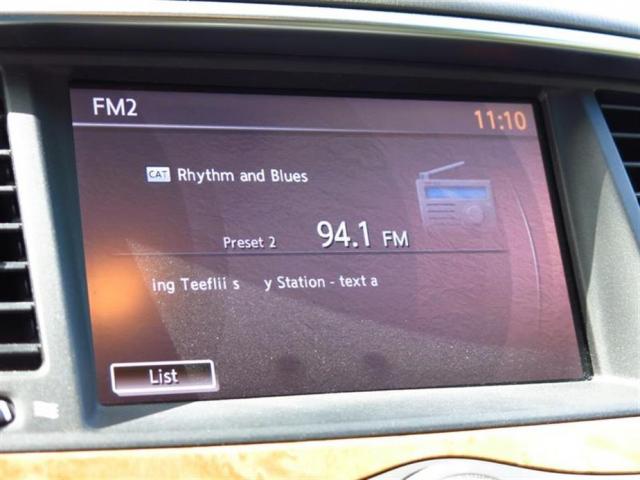 FM2 11:10
CAT Rhythm and Blues
Preset 2 94.1 FM
ing Teeflii s y Station - text a
List